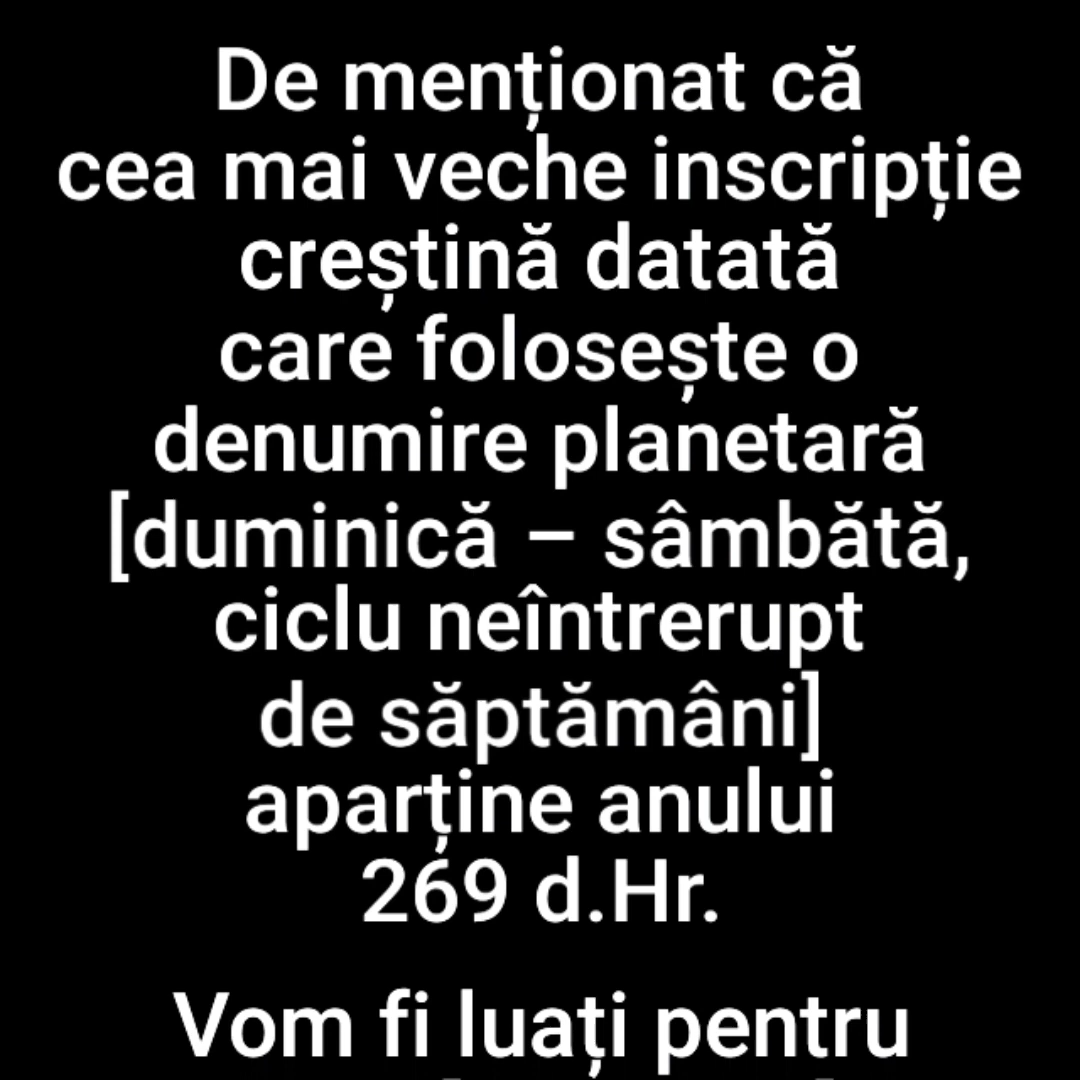 De menționat că
cea mai veche inscripție
creștină datată
care folosește o
denumire planetară
[duminică – sâmbătă,
ciclu neîntrerupt
de săptămâni]
aparține anului
269 d.Hr.
Vom fi luați pentru